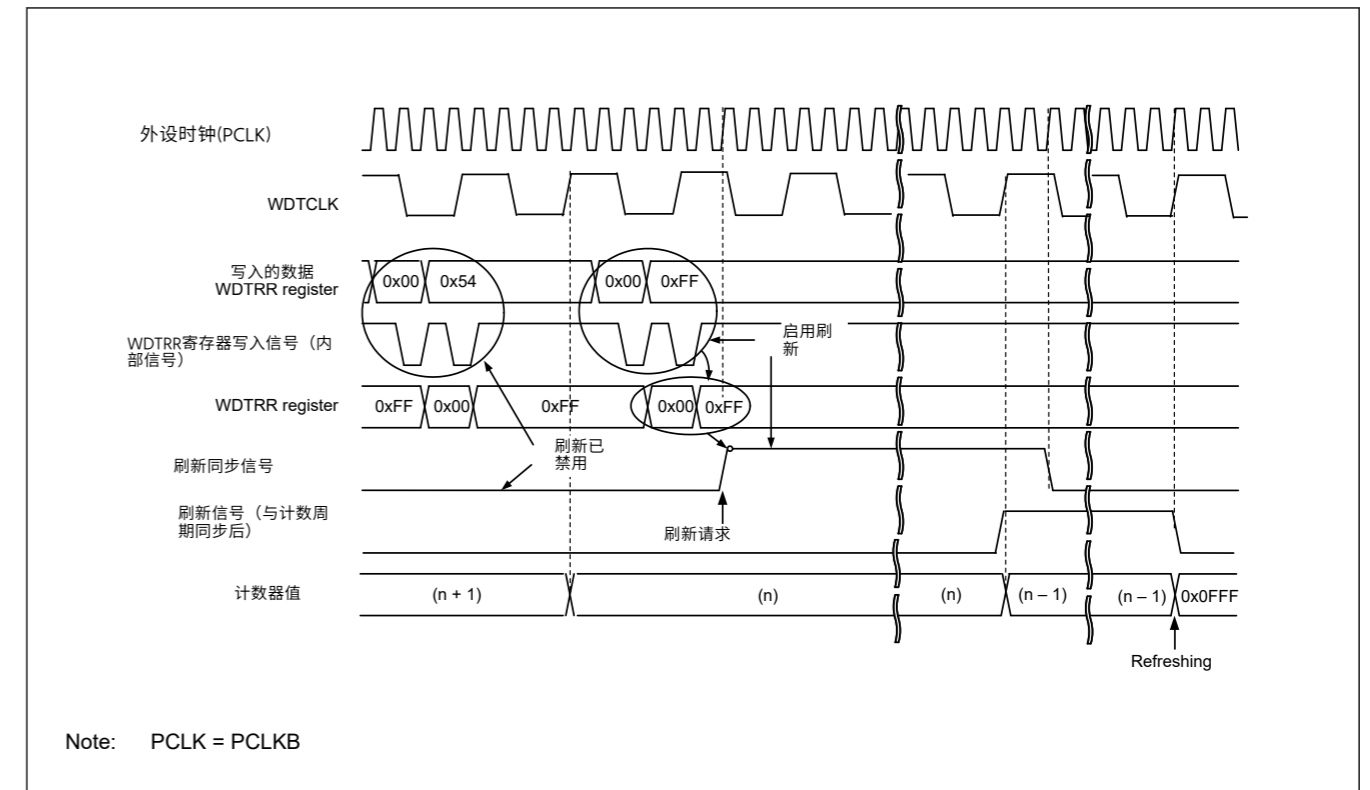 外设时钟(PCLK)
WDTCLK
写入的数据
WDTRR register
0x00 0x54 0x00 0xFF
WDTRR寄存器写入信号（内
部信号）
启用刷
新
WDTRR register
0xFF 0x00 0xFF 0x00 0xFF
刷新已
禁用
刷新同步信号
刷新信号（与计数周
期同步后）
刷新请求
计数器值
(n + 1) (n) (n) (n – 1) (n – 1) 0x0FFF
Refreshing
Note: PCLK = PCLKB